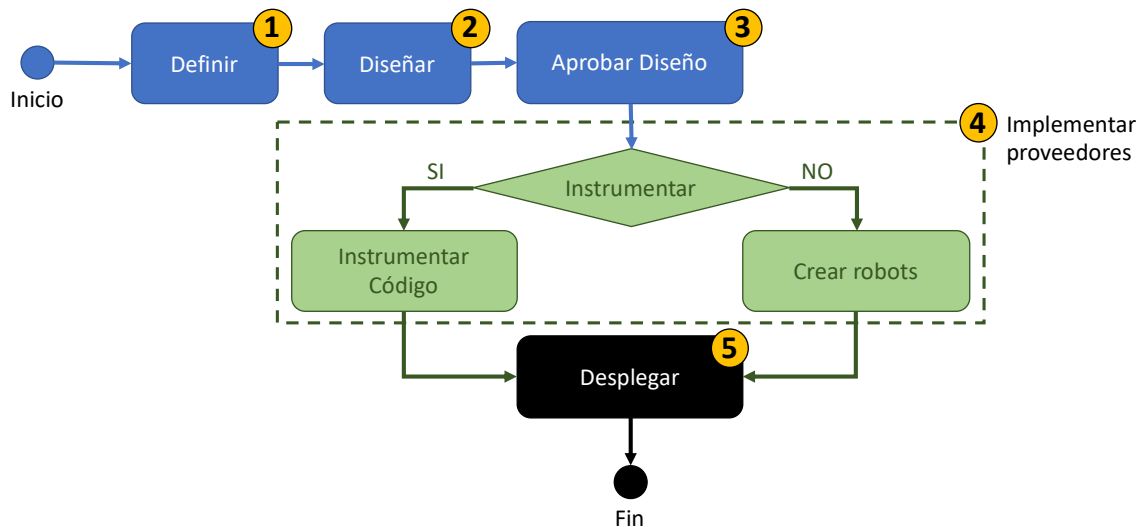 1
2
3
Definir
Diseñar
Aprobar Diseño
Inicio
4
Implementar
proveedores
SI
Instrumentar
NO
Instrumentar
Código
Crear robots
5
Desplegar
Fin